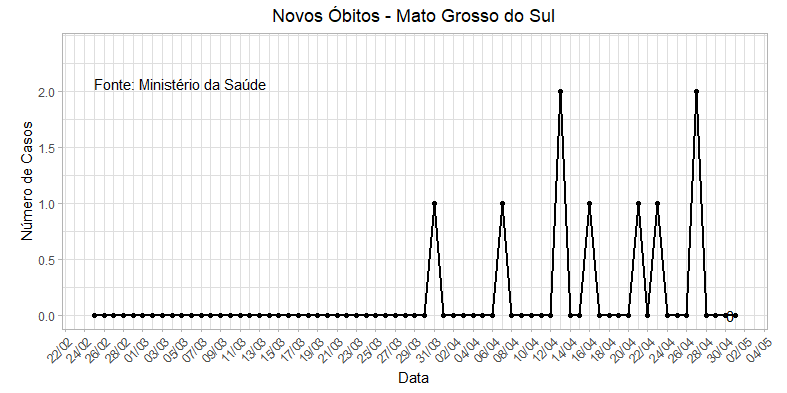 Novos Óbitos - Mato Grosso do Sul
Fonte: Ministério da Saúde
Número de Casos
2.0
1.5
1.0
0.5
0.0
0
22/02 24/02 26/02 28/02 01/03 03/03 05/03 07/03 09/03 11/03 13/03 15/03 17/03 19/03 21/03 23/03 25/03 27/03 29/03 31/03 02/04 04/04 06/04 08/04 10/04 12/04 14/04 16/04 18/04 20/04 22/04 24/04 26/04 28/04 30/04 02/05 04/05
Data